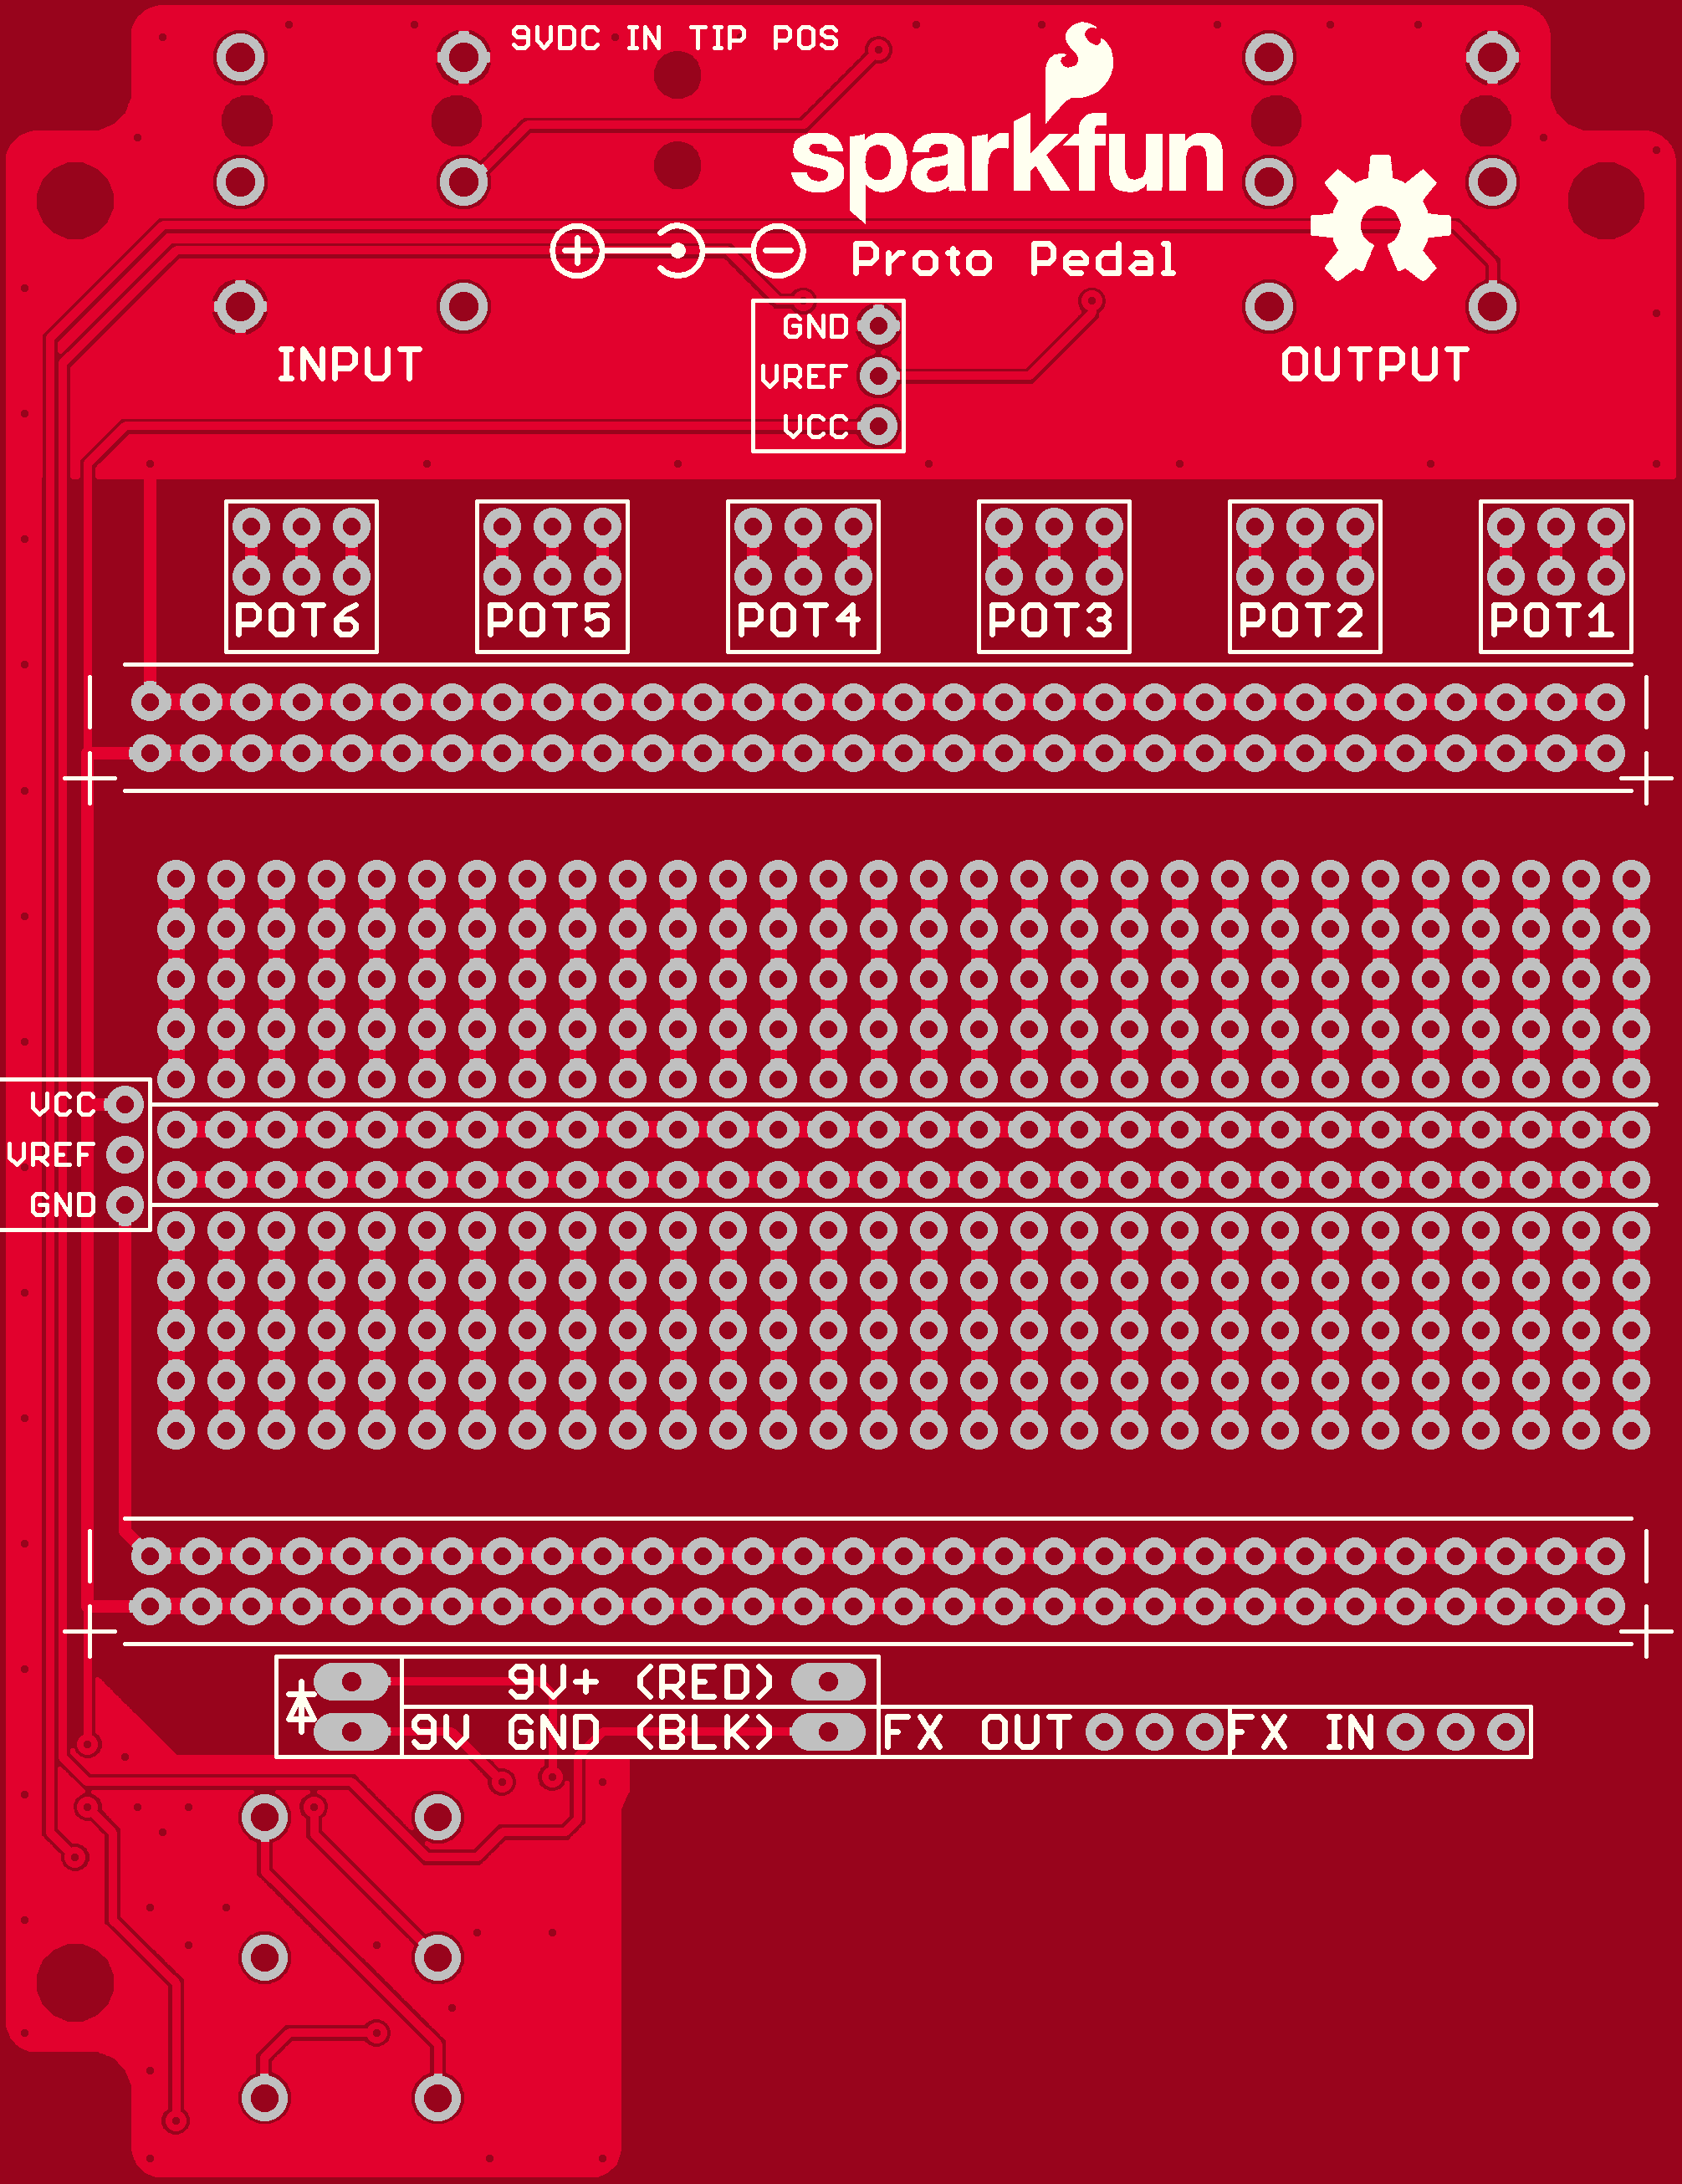 9VDC IN TIP POS
sparkfun
Proto Pedal
INPUT
OUTPUT
GND
VREF
VCC
POT6 POT5 POT4 POT3 POT2 POT1
VCC
VREF
GND
9V+ (RED)
9V GND (BLK) FX OUT FX IN